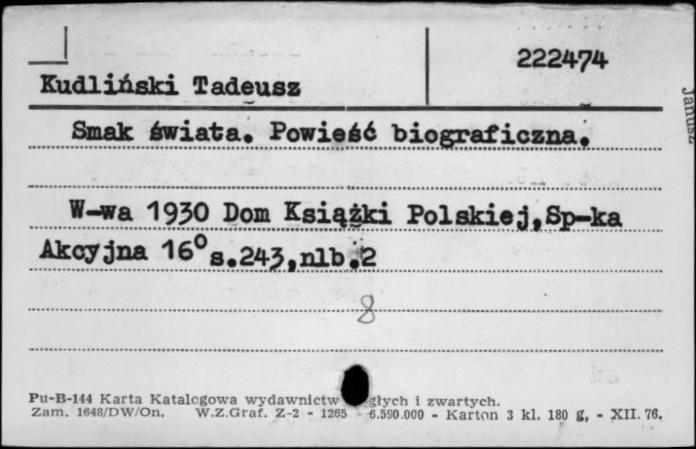 222474
Kudliński Tadeusz
Janusz
Smak świata. Powieść biograficzna.
W-wa 1930 Dom Książki Polskiej,Sp-ka
Akcyjna 16° s.243,nlb.2
8
Pu-B-144 Karta Katalogowa wydawnictw głych i zwartych.
Zam. 1648/DW/On. W.Z.Graf. Z-2 - 1265 6.590.000 - Karton 3 kl. 180 g, - XII. 76.